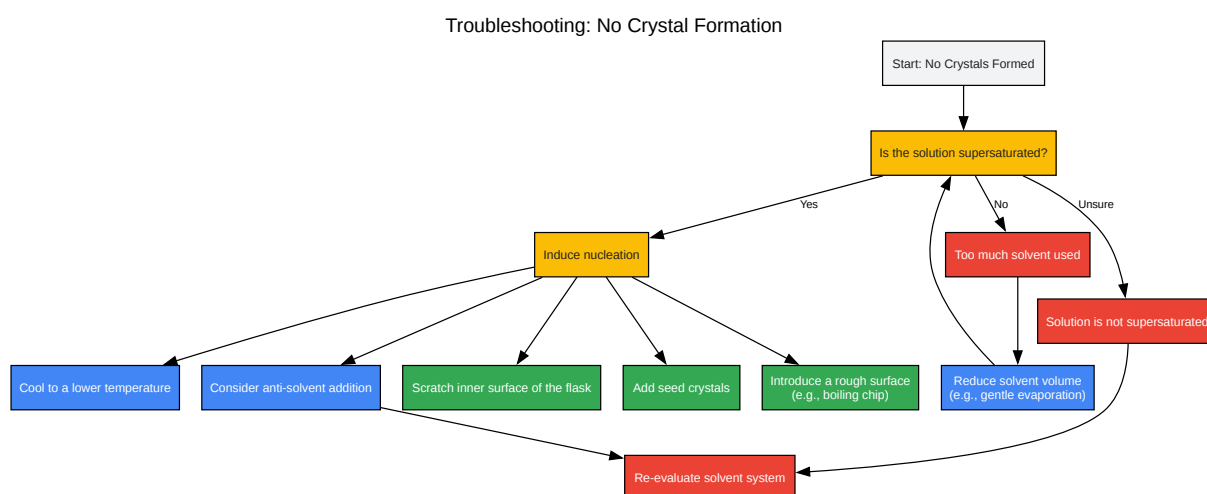 Troubleshooting: No Crystal Formation
Start: No Crystals Formed
Is the solution supersaturated?
Yes
No
Unsure
Induce nucleation
Too much solvent used
Solution is not supersaturated
Cool to a lower temperature
Consider anti-solvent addition
Scratch inner surface of the flask
Add seed crystals
Introduce a rough surface
(e.g., boiling chip)
Reduce solvent volume
(e.g., gentle evaporation)
Re-evaluate solvent system